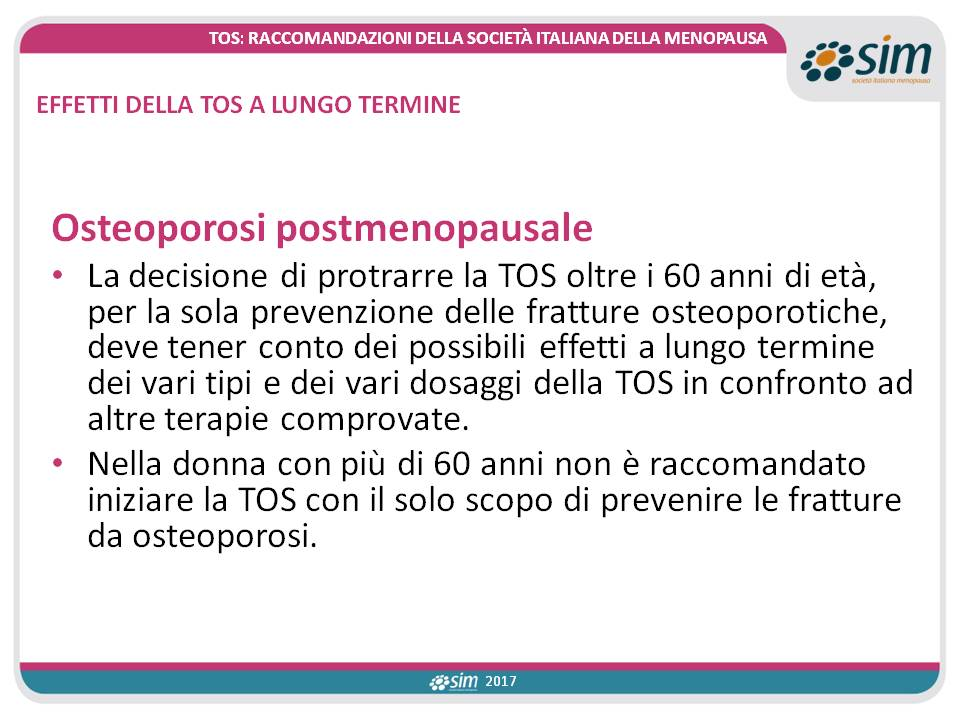 TOS: RACCOMANDAZIONI DELLA SOCIETÀ ITALIANA DELLA MENOPAUSA
sim
società italiana menopausa
EFFETTI DELLA TOS A LUNGO TERMINE
Osteoporosi postmenopausale
• La decisione di protrarre la TOS oltre i 60 anni di età,
per la sola prevenzione delle fratture osteoporotiche,
deve tener conto dei possibili effetti a lungo termine
dei vari tipi e dei vari dosaggi della TOS in confronto ad
altre terapie comprovate.
• Nella donna con più di 60 anni non è raccomandato
iniziare la TOS con il solo scopo di prevenire le fratture
da osteoporosi.
sim 2017